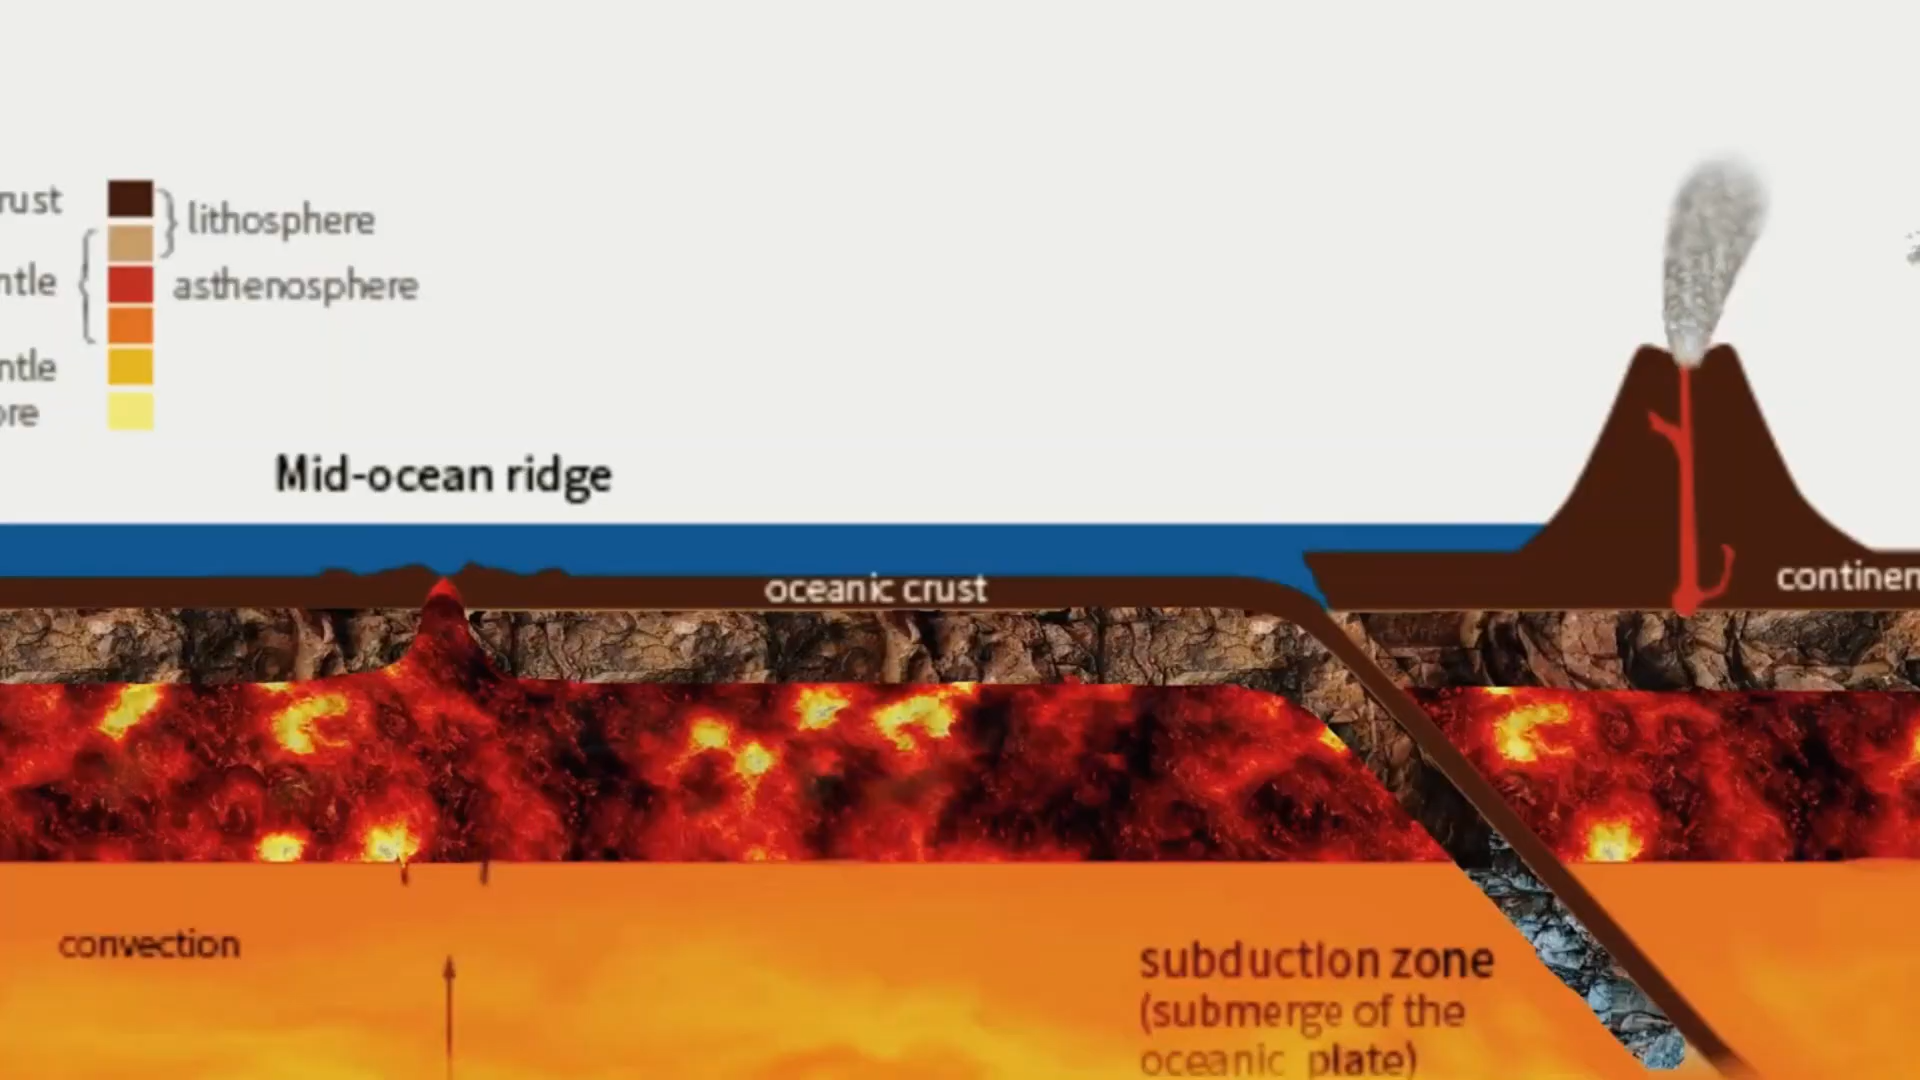 rust
lithosphere
ntle
asthenosphere
ntle
ore
Mid-ocean ridge
oceanic crust
continen
convection
subduction zone
(submerge of the
oceanic plate)